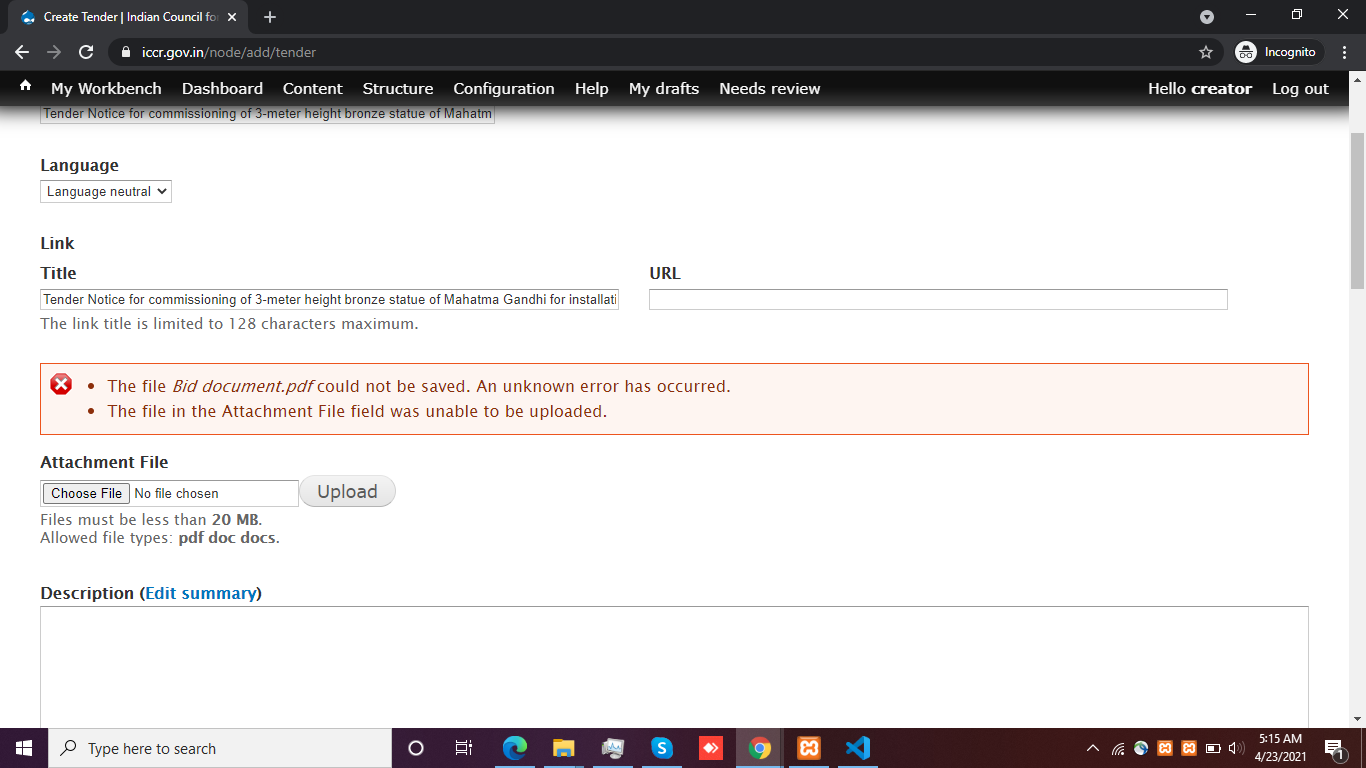 Create Tender | Indian Council fo
iccr.gov.in/node/add/tender
Incognito
My Workbench Dashboard Content Structure Configuration Help My drafts Needs review Hello creator Log out
Tender Notice for commissioning of 3-meter height bronze statue of Mahatm
Language
Language neutral
Link
Title URL
Tender Notice for commissioning of 3-meter height bronze statue of Mahatma Gandhi for installati
The link title is limited to 128 characters maximum.
The file Bid document.pdf could not be saved. An unknown error has occurred.
The file in the Attachment File field was unable to be uploaded.
Attachment File
Choose File No file chosen Upload
Files must be less than 20 MB.
Allowed file types: pdf doc docs.
Description (Edit summary)
Type here to search
5:15 AM
4/23/2021
1